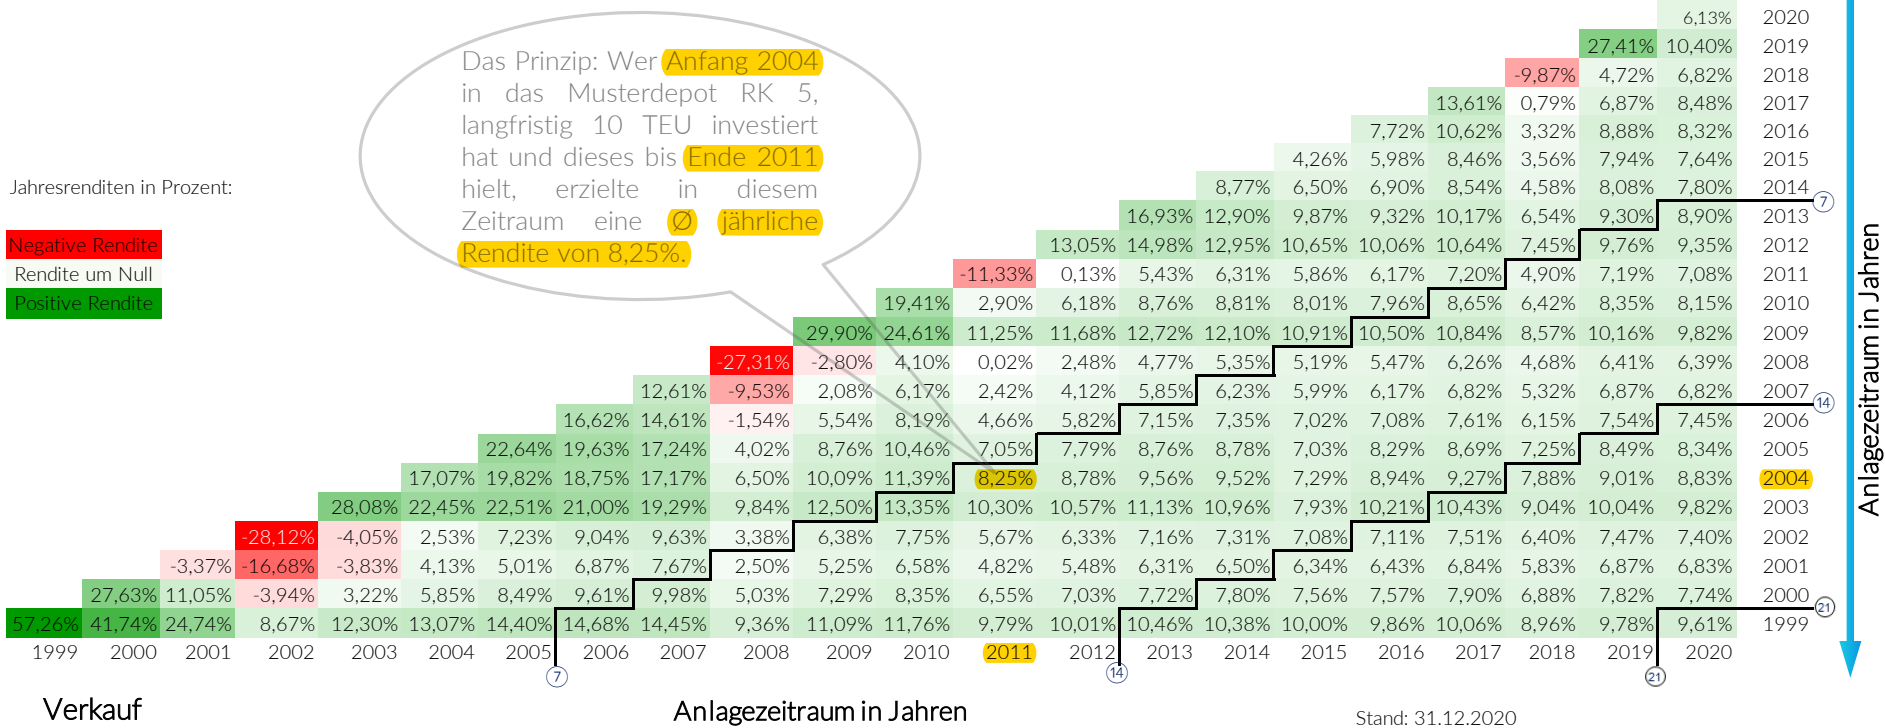 6,13% 2020
27,41% 10,40% 2019
-9,87% 4,72% 6,82% 2018
13,61% 0,79% 6,87% 8,48% 2017
7,72% 10,62% 3,32% 8,88% 8,32% 2016
4,26% 5,98% 8,46% 3,56% 7,94% 7,64% 2015
8,77% 6,50% 6,90% 8,54% 4,58% 8,08% 7,80% 2014
7
16,93% 12,90% 9,87% 9,32% 10,17% 6,54% 9,30% 8,90% 2013
13,05% 14,98% 12,95% 10,65% 10,06% 10,64% 7,45% 9,76% 9,35% 2012
-11,33% 0,13% 5,43% 6,31% 5,86% 6,17% 7,20% 4,90% 7,19% 7,08% 2011
19,41% 2,90% 6,18% 8,76% 8,81% 8,01% 7,96% 8,65% 6,42% 8,35% 8,15% 2010
29,90% 24,61% 11,25% 11,68% 12,72% 12,10% 10,91% 10,50% 10,84% 8,57% 10,16% 9,82% 2009
-27,31% -2,80% 4,10% 0,02% 2,48% 4,77% 5,35% 5,19% 5,47% 6,26% 4,68% 6,41% 6,39% 2008
12,61% -9,53% 2,08% 6,17% 2,42% 4,12% 5,85% 6,23% 5,99% 6,17% 6,82% 5,32% 6,87% 6,82% 2007
14
16,62% 14,61% -1,54% 5,54% 8,19% 4,66% 5,82% 7,15% 7,35% 7,02% 7,08% 7,61% 6,15% 7,54% 7,45% 2006
22,64% 19,63% 17,24% 4,02% 8,76% 10,46% 7,05% 7,79% 8,76% 8,78% 7,03% 8,29% 8,69% 7,25% 8,49% 8,34% 2005
17,07% 19,82% 18,75% 17,17% 6,50% 10,09% 11,39% 8,25% 8,78% 9,56% 9,52% 7,29% 8,94% 9,27% 7,88% 9,01% 8,83% 2004
28,08% 22,45% 22,51% 21,00% 19,29% 9,84% 12,50% 13,35% 10,30% 10,57% 11,13% 10,96% 7,93% 10,21% 10,43% 9,04% 10,04% 9,82% 2003
-28,12% -4,05% 2,53% 7,23% 9,04% 9,63% 3,38% 6,38% 7,75% 5,67% 6,33% 7,16% 7,31% 7,08% 7,11% 7,51% 6,40% 7,47% 7,40% 2002
-3,37% -16,68% -3,83% 4,13% 5,01% 6,87% 7,67% 2,50% 5,25% 6,58% 4,82% 5,48% 6,31% 6,50% 6,34% 6,43% 6,84% 5,83% 6,87% 6,83% 2001
27,63% 11,05% -3,94% 3,22% 5,85% 8,49% 9,61% 9,98% 5,03% 7,29% 8,35% 6,55% 7,03% 7,72% 7,80% 7,56% 7,57% 7,90% 6,88% 7,82% 7,74% 2000
21
57,26% 41,74% 24,74% 8,67% 12,30% 13,07% 14,40% 14,68% 14,45% 9,36% 11,09% 11,76% 9,79% 10,01% 10,46% 10,38% 10,00% 9,86% 10,06% 8,96% 9,78% 9,61% 1999
1999 2000 2001 2002 2003 2004 2005 2006 2007 2008 2009 2010 2011 2012 2013 2014 2015 2016 2017 2018 2019 2020
7 14 21
Das Prinzip: Wer Anfang 2004
in das Musterdepot RK 5,
langfristig 10 TEU investiert
hat und dieses bis Ende 2011
hielt, erzielte in diesem
Zeitraum eine Ø jährliche
Rendite von 8,25%.
Jahresrenditen in Prozent:
Negative Rendite
Rendite um Null
Positive Rendite
Anlagezeitraum in Jahren
Verkauf
Anlagezeitraum in Jahren
Stand: 31.12.2020